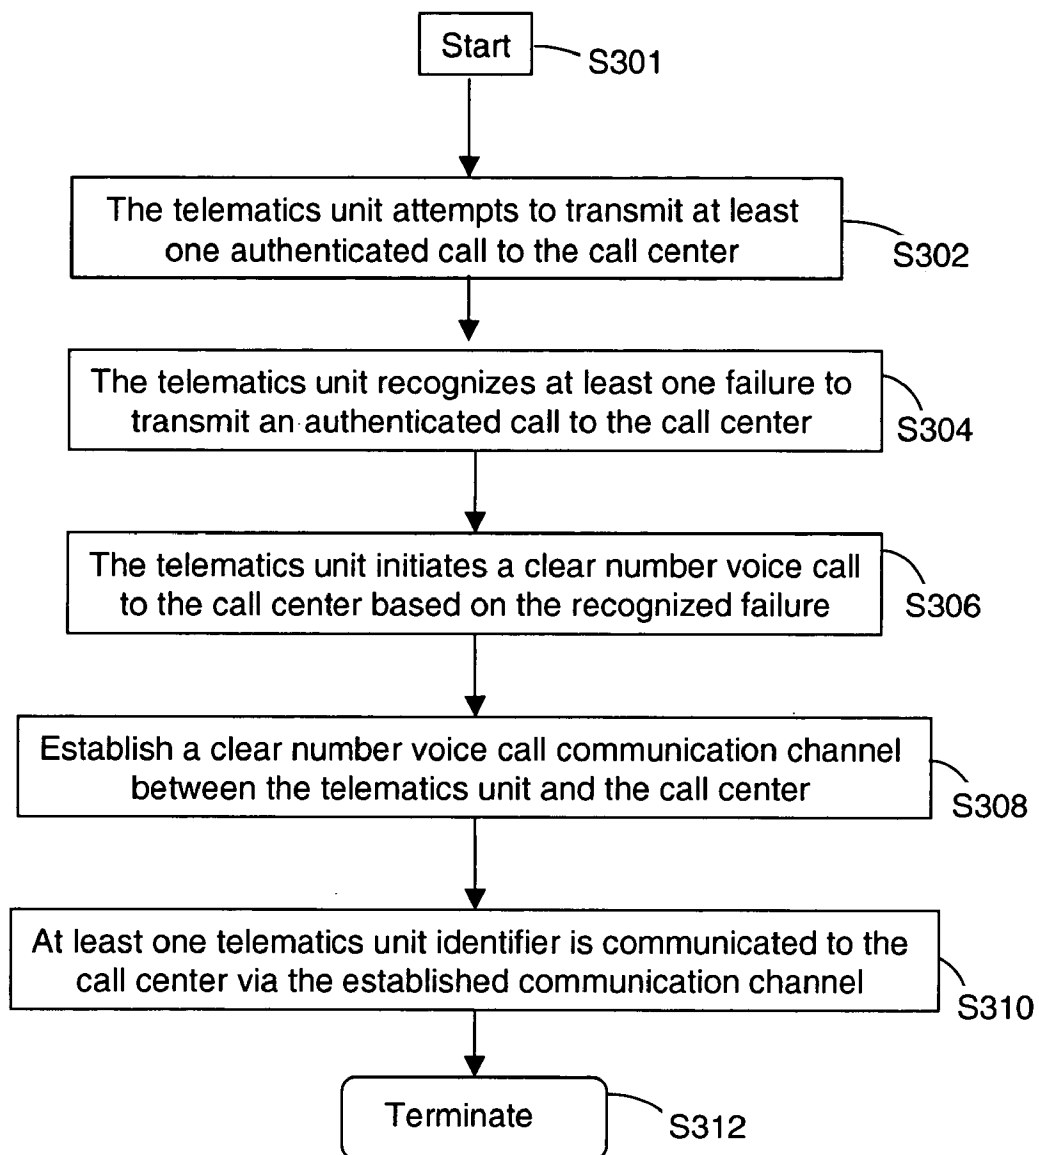 Start
S301
The telematics unit attempts to transmit at least
one authenticated call to the call center
S302
The telematics unit recognizes at least one failure to
transmit an authenticated call to the call center
S304
The telematics unit initiates a clear number voice call
to the call center based on the recognized failure
S306
Establish a clear number voice call communication channel
between the telematics unit and the call center
S308
At least one telematics unit identifier is communicated to the
call center via the established communication channel
S310
Terminate
S312